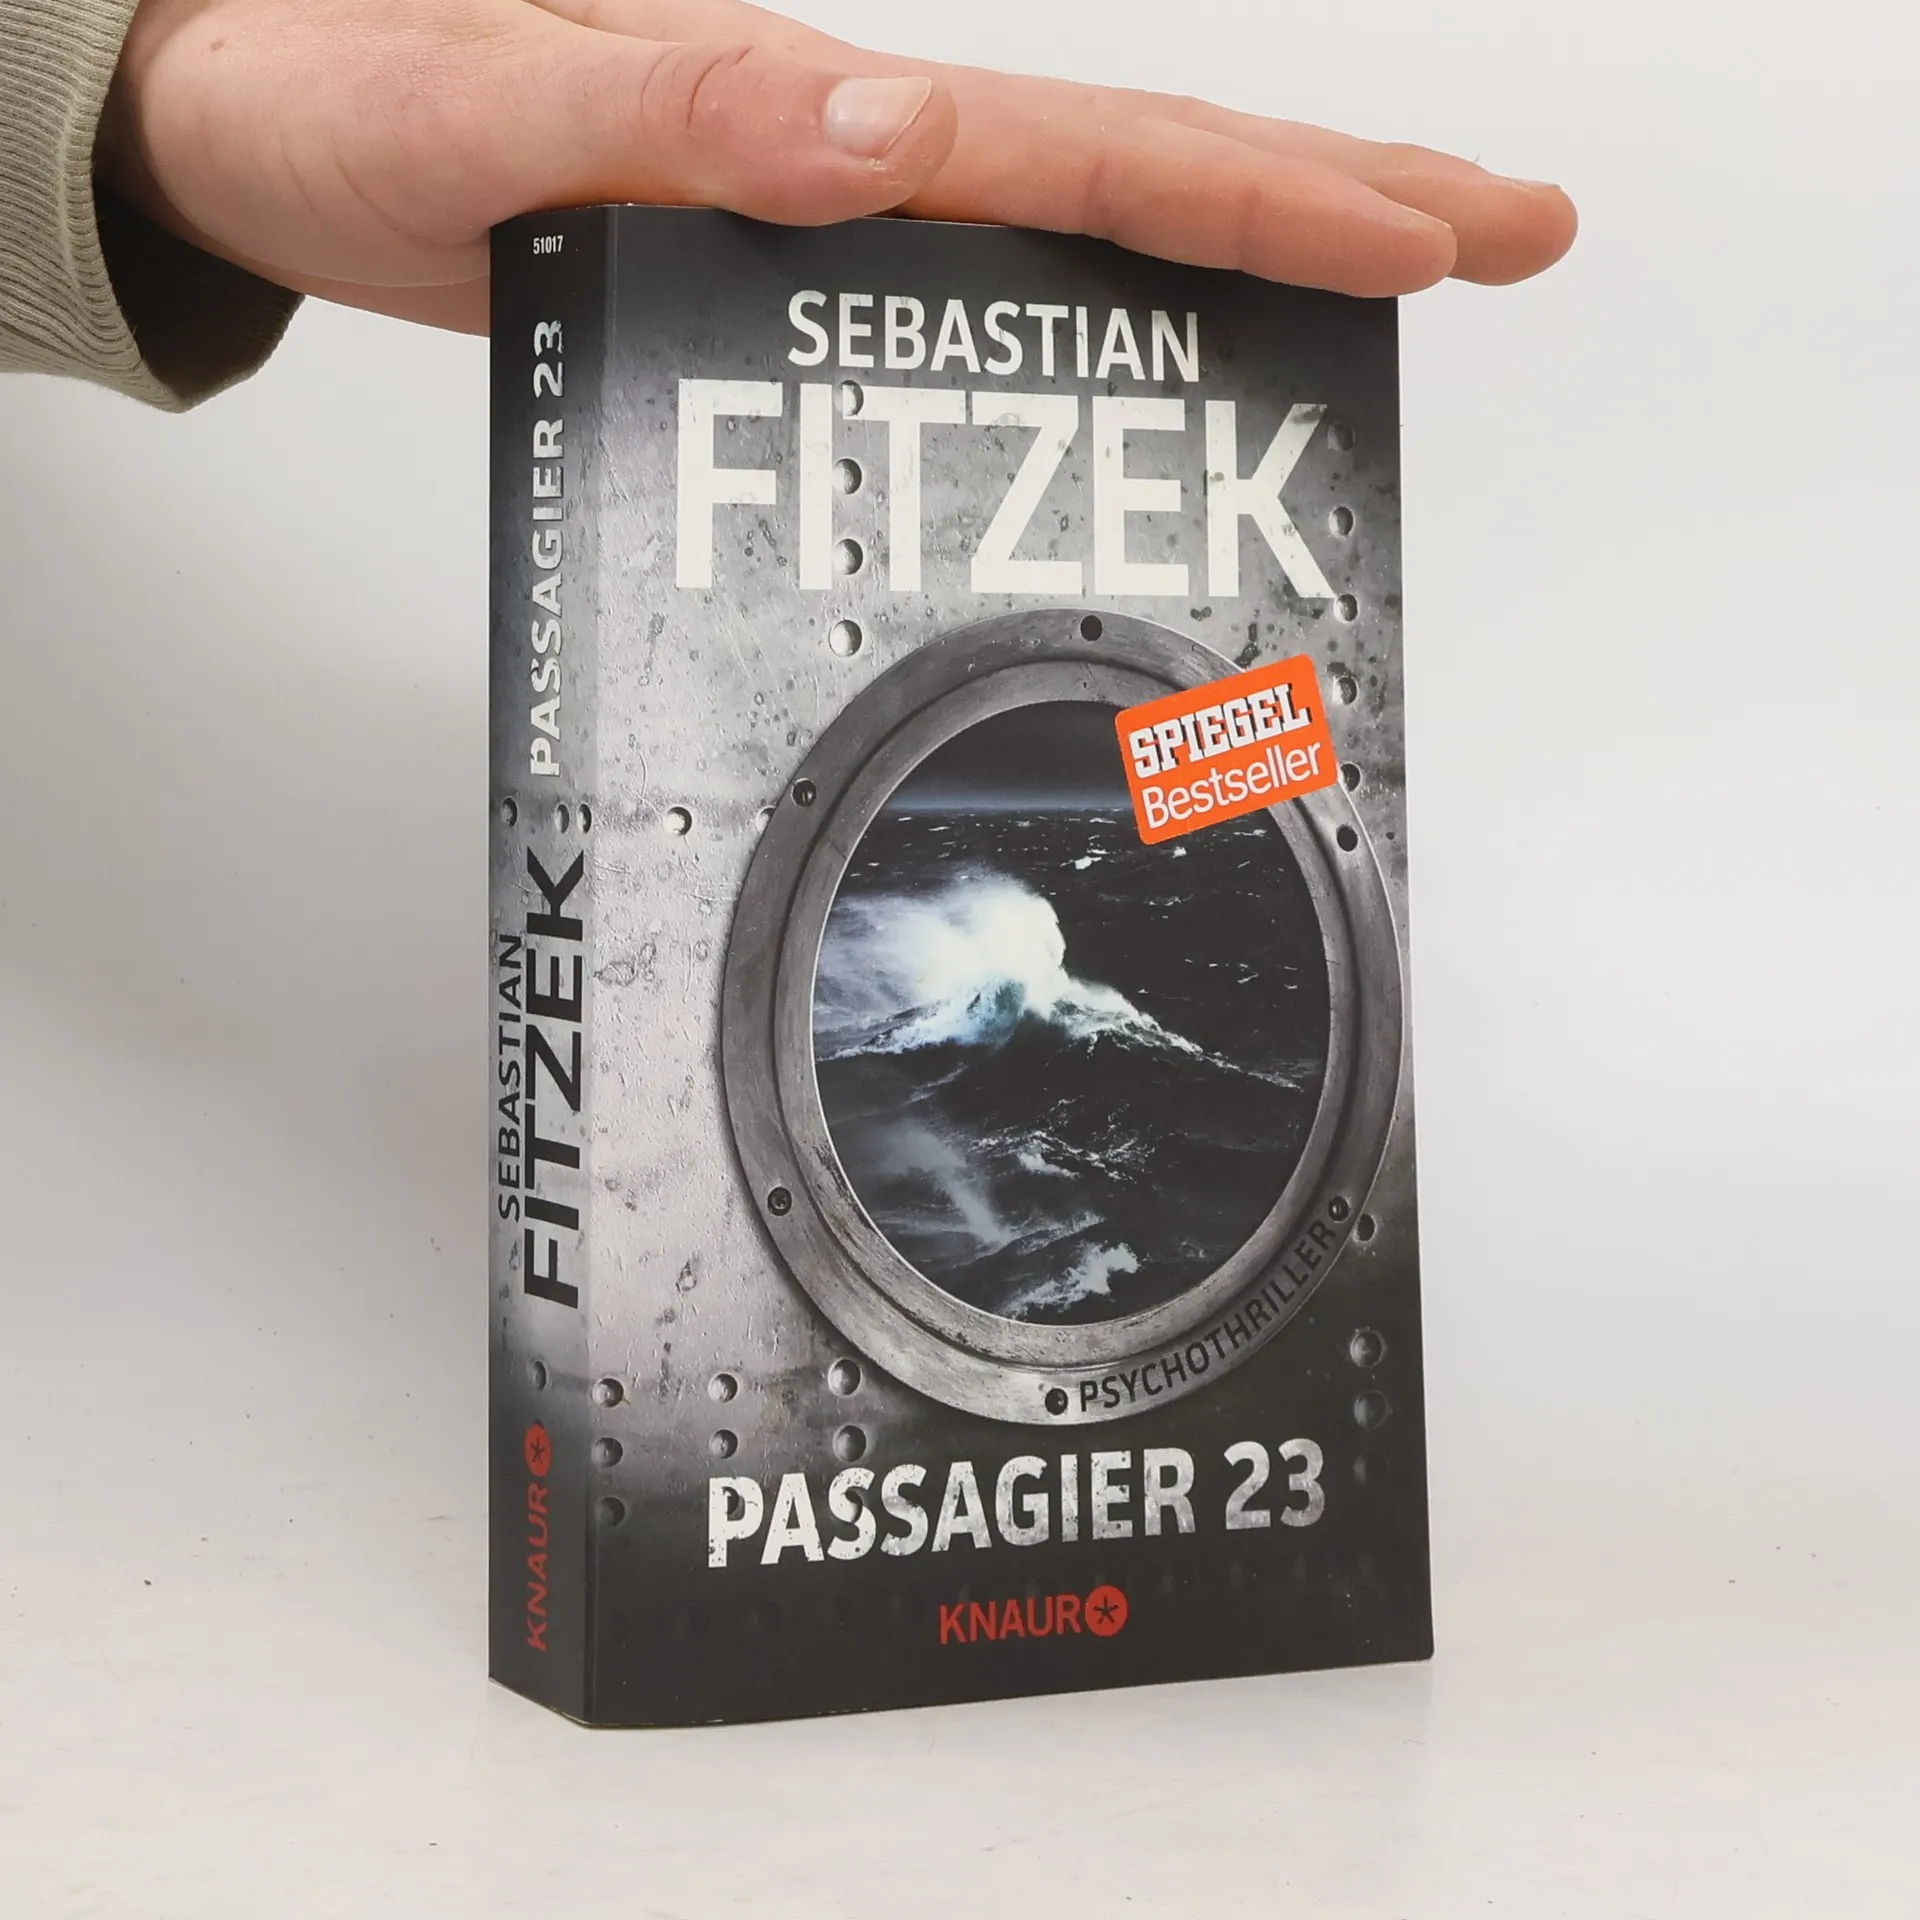 51017
PASSAGIER 23
SEBASTIAN
FITZEK
KNAUR
SEBASTIAN
FITZEK
SPIEGEL
Bestseller
PSYCHOTHRILLER
PASSAGIER 23
KNAUR